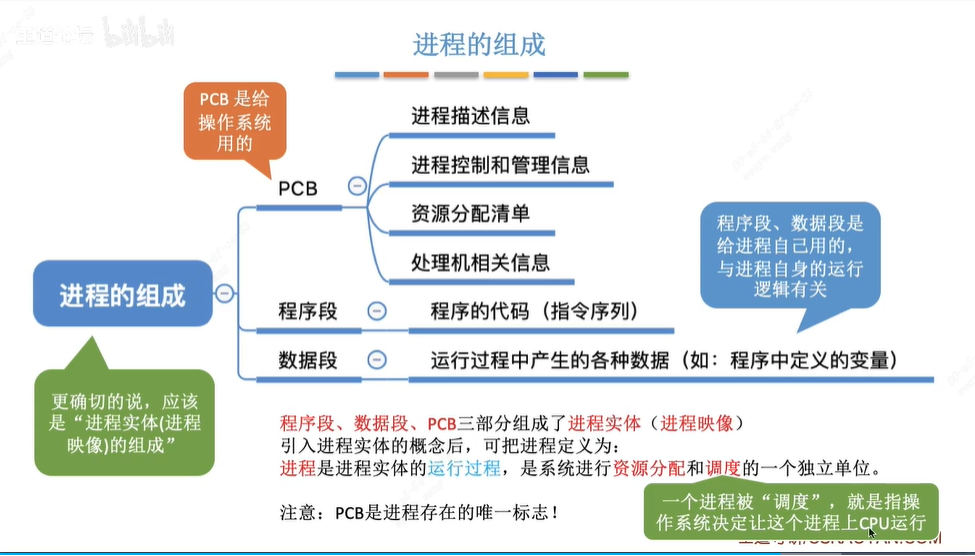 王道论坛 bilibili
进程的组成
PCB 是给
操作系统
用的
进程描述信息
进程控制和管理信息
PCB
资源分配清单
处理机相关信息
程序段、数据段是
给进程自己用的，
与进程自身的运行
逻辑有关
进程的组成
程序段
程序的代码（指令序列）
数据段
运行过程中产生的各种数据（如：程序中定义的变量）
更确切的说，应该
是“进程实体(进程
映像)的组成”
程序段、数据段、PCB三部分组成了进程实体（进程映像）
引入进程实体的概念后，可把进程定义为：
进程是进程实体的运行过程，是系统进行资源分配和调度的一个独立单位。
一个进程被“调度”，就是指操
作系统决定让这个进程上CPU运行
注意：PCB是进程存在的唯一标志！